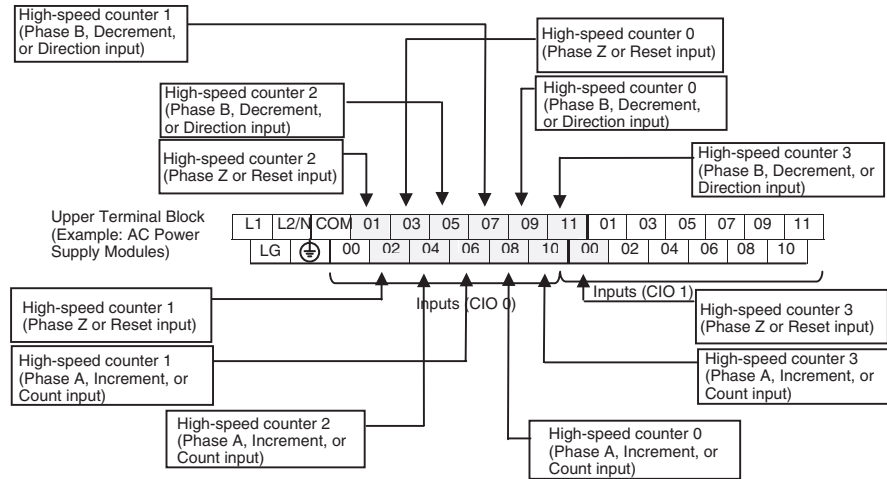 High-speed counter 1
(Phase B, Decrement,
or Direction input)
High-speed counter 0
(Phase Z or Reset input)
High-speed counter 2
(Phase B, Decrement,
or Direction input)
High-speed counter 0
(Phase B, Decrement,
or Direction input)
High-speed counter 2
(Phase Z or Reset input)
High-speed counter 3
(Phase B, Decrement, or
Direction input)
Upper Terminal Block
(Example: AC Power
Supply Modules)
L1 L2/N COM 01 03 05 07 09 11 01 03 05 07 09 11
LG 00 02 04 06 08 10 00 02 04 06 08 10
Inputs (CIO 0)
Inputs (CIO 1)
High-speed counter 1
(Phase Z or Reset input)
High-speed counter 3
(Phase Z or Reset input)
High-speed counter 1
(Phase A, Increment, or
Count input)
High-speed counter 3
(Phase A, Increment, or
Count input)
High-speed counter 2
(Phase A, Increment, or
Count input)
High-speed counter 0
(Phase A, Increment, or
Count input)